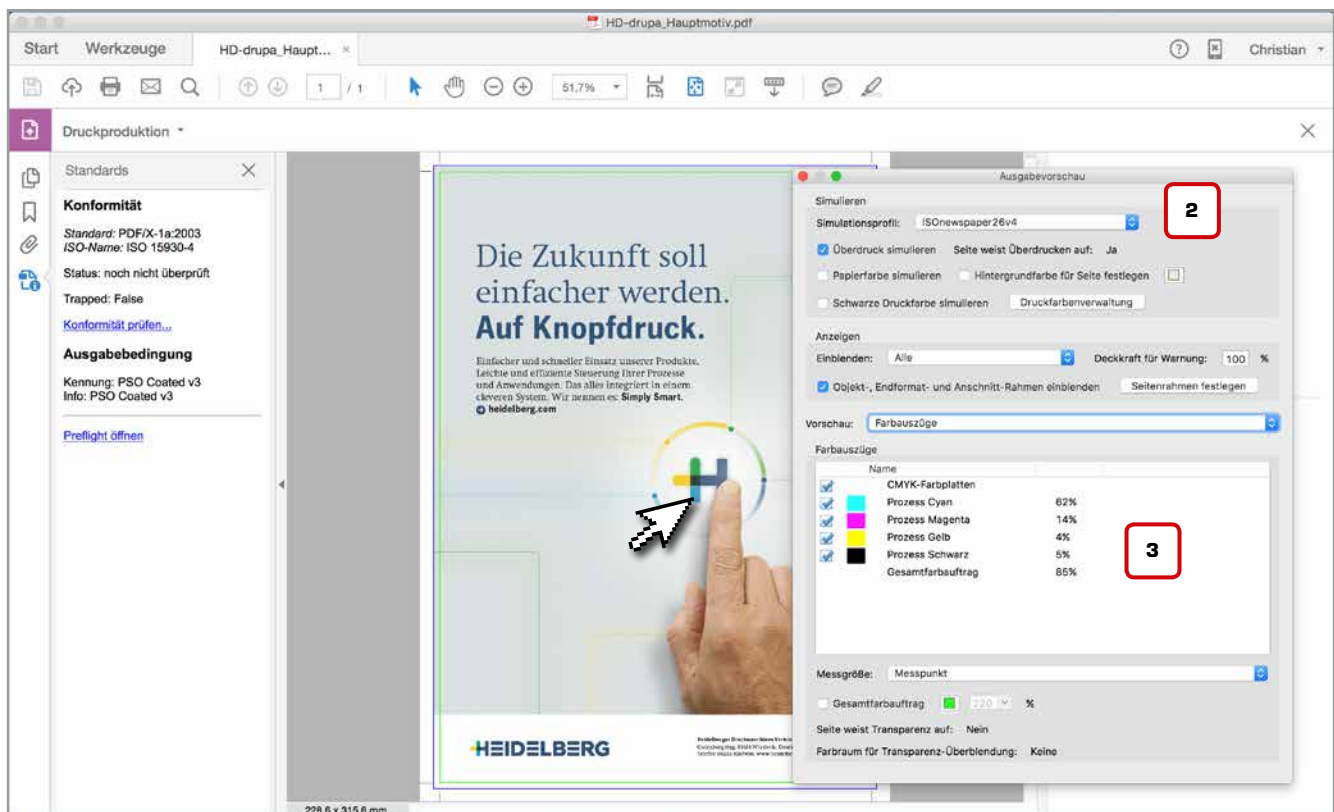 HD-drupa_Hauptmotiv.pdf
Start Werkzeuge HD-drupa_Haupt... × Christian
1 / 1 51,7%
Druckproduktion
Standards
Konformität
Standard: PDF/X-1a:2003
ISO-Name: ISO 15930-4
Status: noch nicht überprüft
Trapped: False
Konformität prüfen...
Ausgabebedingung
Kennung: PSO Coated v3
Info: PSO Coated v3
Preflight öffnen
Die Zukunft soll
einfacher werden.
Auf Knopfdruck.
Einfacher und schneller Einsatz unserer Produkte.
Leichte und effiziente Steuerung Ihrer Prozesse
und Anwendungen. Das alles integriert in einem
cleveren System. Wir nennen es: Simply Smart.
heidelberg.com
HEIDELBERG
228,6 x 315,6 mm
Ausgabevorschau
Simulieren
2
Simulationsprofil: ISOnewspaper26v4
Überdruck simulieren Seite weist Überdrucken auf: Ja
Papierfarbe simulieren Hintergrundfarbe für Seite festlegen
Schwarze Druckfarbe simulieren Druckfarbenverwaltung
Anzeigen
Einblenden: Alle Deckkraft für Warnung: 100 %
Objekt-, Endformat- und Anschnitt-Rahmen einblenden Seitenrahmen festlegen
Vorschau: Farbauszüge
Farbauszüge
Name
CMYK-Farbplatten
Prozess Cyan 62%
Prozess Magenta 14%
Prozess Gelb 4%
Prozess Schwarz 5%
3
Gesamtfarbauftrag 85%
Messgröße: Messpunkt
Gesamtfarbauftrag 220 %
Seite weist Transparenz auf: Nein
Farbraum für Transparenz-Überblendung: Keine